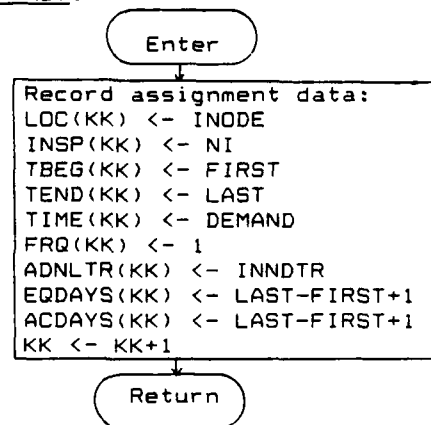 Enter
Record assignment data:
LOC(KK) <- INODE
INSP(KK) <- NI
TBEG(KK) <- FIRST
TEND(KK) <- LAST
TIME(KK) <- DEMAND
FRQ(KK) <- 1
ADNLTR(KK) <- INNDTR
EQDAYS(KK) <- LAST-FIRST+1
ACDAYS(KK) <- LAST-FIRST+1
KK <- KK+1
Return